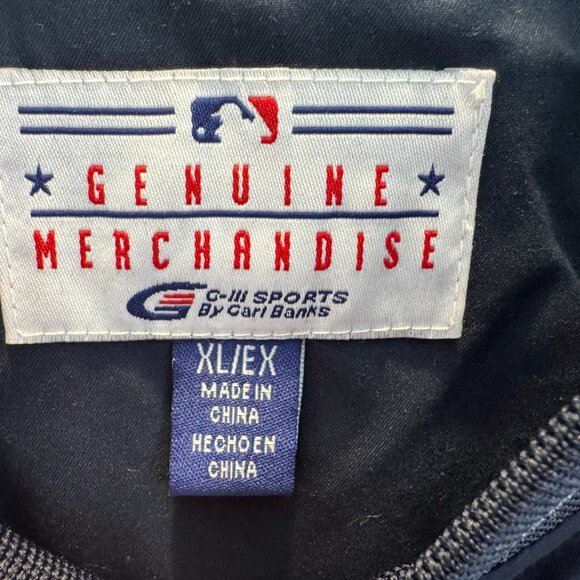 ★ GENUINE ★
MERCHANDISE
G-III SPORTS
By Carl Banks
XL/EX
MADE IN
CHINA
HECHO EN
CHINA